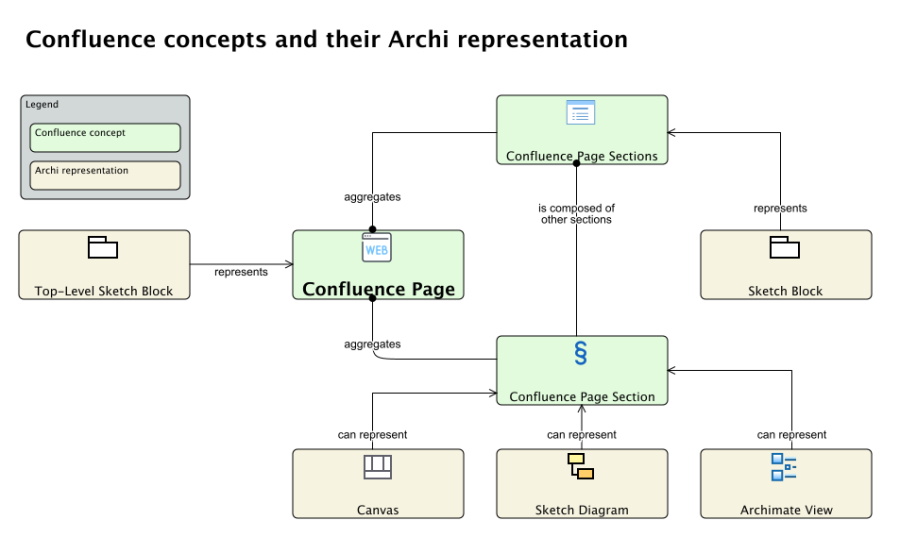 Confluence concepts and their Archi representation
Legend
Confluence concept
Archi representation
Confluence Page Sections
aggregates
is composed of
other sections
represents
WEB
Top-Level Sketch Block
represents
Confluence Page
Sketch Block
aggregates
§
Confluence Page Section
can represent
can represent
can represent
Canvas
Sketch Diagram
Archimate View